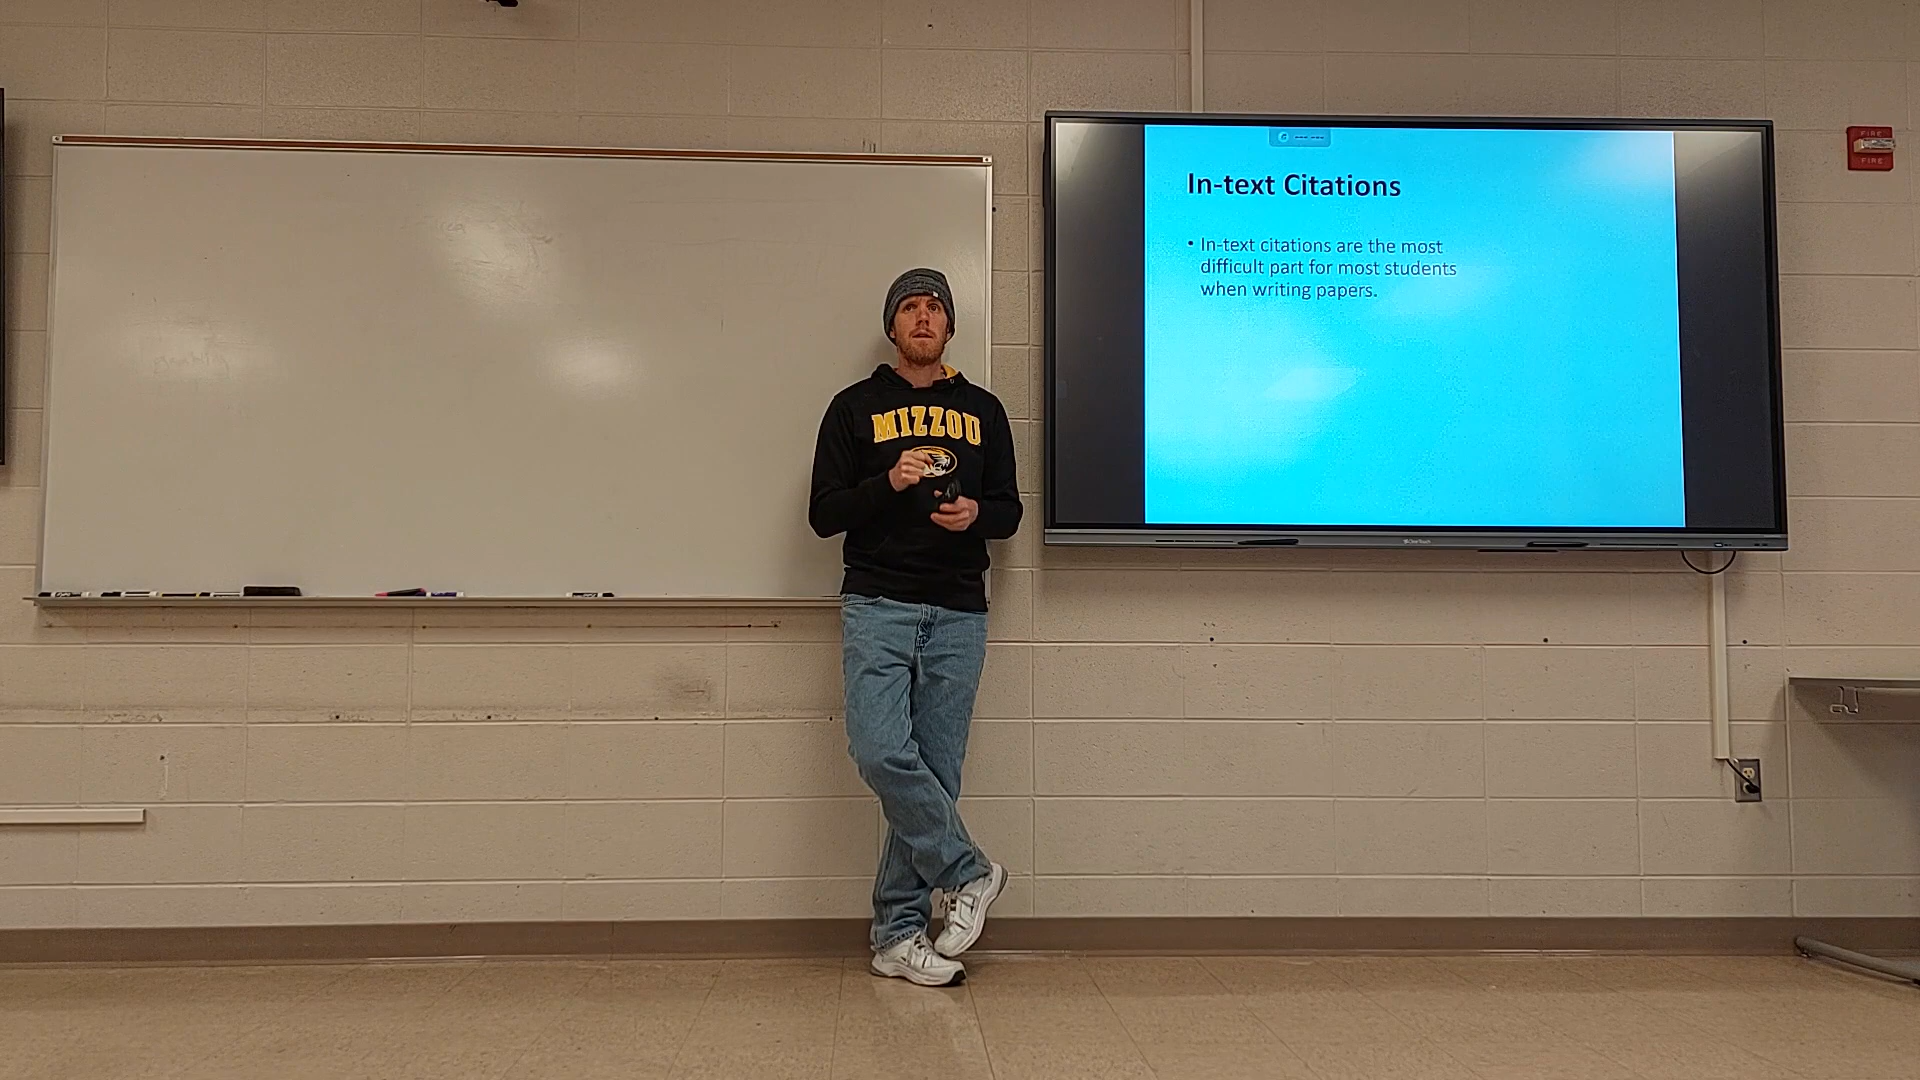 In-text Citations
• In-text citations are the most
difficult part for most students
when writing papers.
MIZZOU
FIRE
FIRE